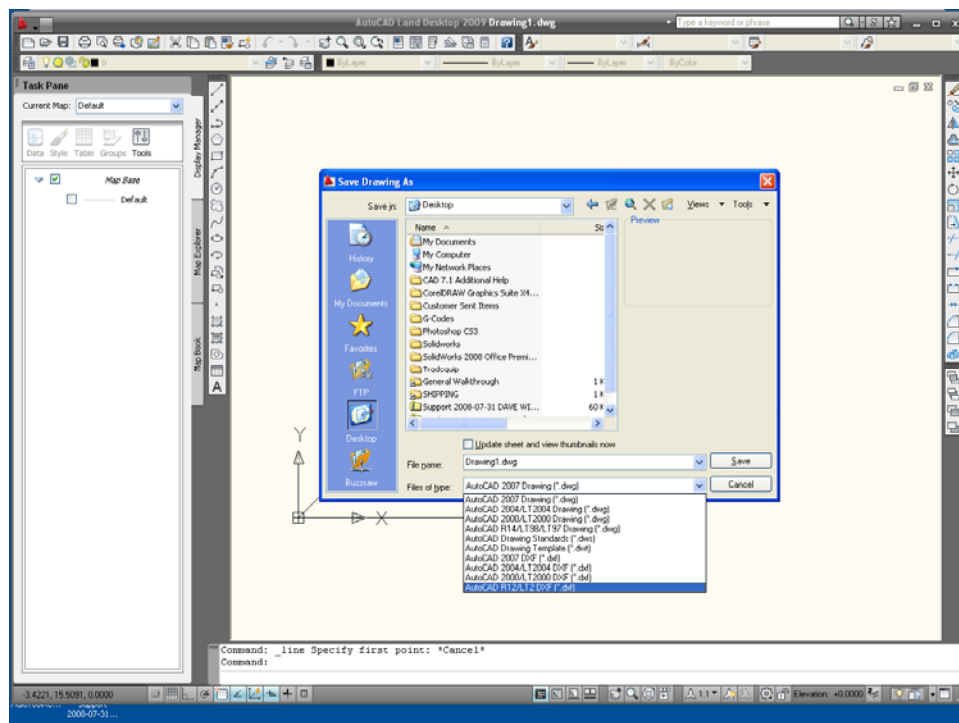 AutoCAD Land Desktop 2009 Drawing1.dwg
Type a keyword or phrase
0
ByLayer
ByLayer
ByLayer
ByColor
Task Pane
Current Map: Default
Data Style Table Groups Tools
Map Base
Default
Display Manager
Map Explorer
Map Book
A
Save Drawing As
Save in: Desktop
Views
Tools
Name
Preview
History
My Documents
Favorites
FTP
Desktop
Buzzsaw
My Documents
My Computer
My Network Places
CAD 7.1 Additional Help
CorelDRAW Graphics Suite X4...
Customer Sent Items
G-Codes
Photoshop CS3
Solidworks
SolidWorks 2008 Office Premi...
Tradequip
General Walkthrough 1 K
SHIPPING 1 K
Support 2008-07-31 DAVE WI... 60 K
Update sheet and view thumbnails now
File name: Drawing1.dwg
Save
Files of type: AutoCAD 2007 Drawing (*.dwg)
Cancel
AutoCAD 2007 Drawing (*.dwg)
AutoCAD 2004/LT2004 Drawing (*.dwg)
AutoCAD 2000/LT2000 Drawing (*.dwg)
AutoCAD R14/LT98/LT97 Drawing (*.dwg)
AutoCAD Drawing Standards (*.dws)
AutoCAD Drawing Template (*.dwt)
AutoCAD 2007 DXF (*.dxf)
AutoCAD 2004/LT2004 DXF (*.dxf)
AutoCAD 2000/LT2000 DXF (*.dxf)
AutoCAD R12/LT2 DXF (*.dxf)
Y
X
Command: _line Specify first point: *Cancel*
Command:
-3.4221, 15.5091, 0.0000
1:1
Elevation: +0.0000
Support
2008-07-31...